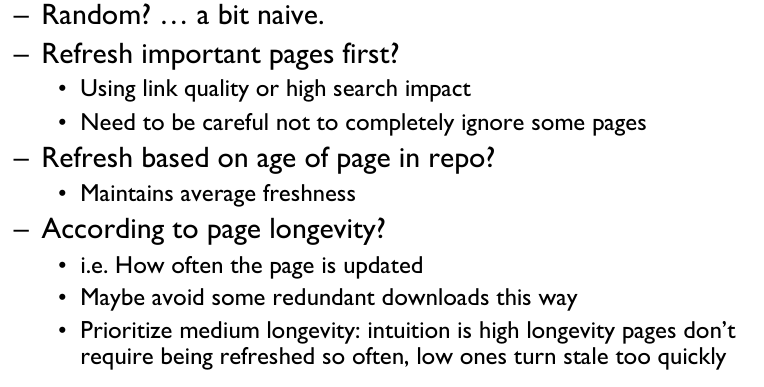 – Random? … a bit naive.
– Refresh important pages first?
• Using link quality or high search impact
• Need to be careful not to completely ignore some pages
– Refresh based on age of page in repo?
• Maintains average freshness
– According to page longevity?
• i.e. How often the page is updated
• Maybe avoid some redundant downloads this way
• Prioritize medium longevity: intuition is high longevity pages don’t
require being refreshed so often, low ones turn stale too quickly